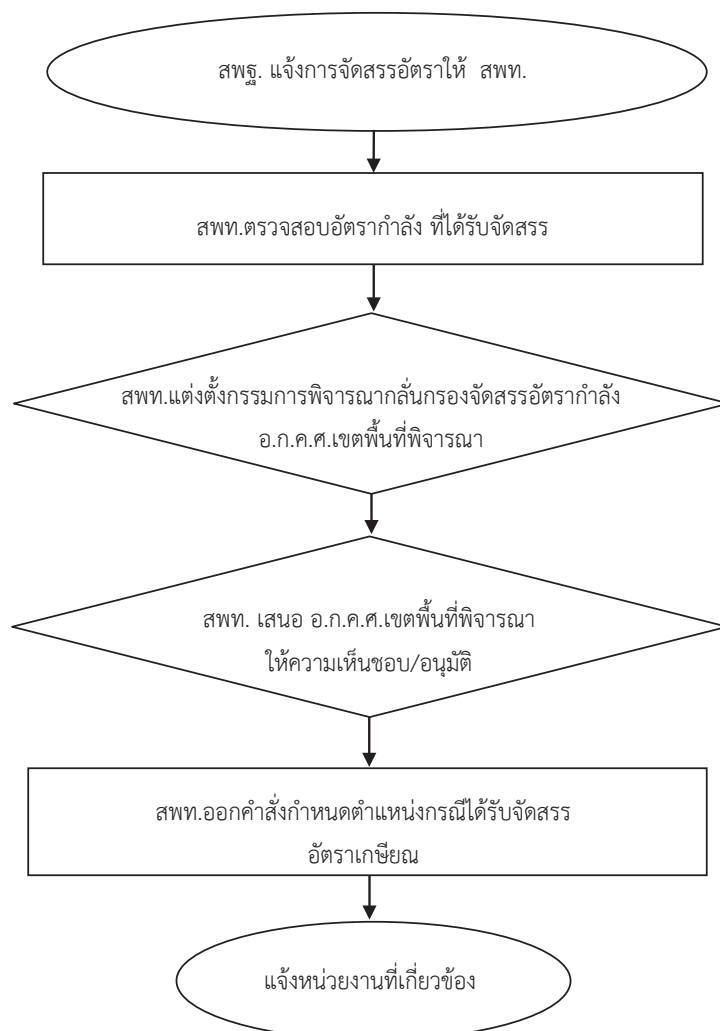 สพฐ. แจ้งการจัดสรรอัตราให้ สพท.
สพท.ตรวจสอบอัตรากำลัง ที่ได้รับจัดสรร
สพท.แต่งตั้งกรรมการพิจารณากลั่นกรองจัดสรรอัตรากำลัง
อ.ก.ค.ศ.เขตพื้นที่พิจารณา
สพท. เสนอ อ.ก.ค.ศ.เขตพื้นที่พิจารณา
ให้ความเห็นชอบ/อนุมัติ
สพท.ออกคำสั่งกำหนดตำแหน่งกรณีได้รับจัดสรร
อัตราเกษียณ
แจ้งหน่วยงานที่เกี่ยวข้อง